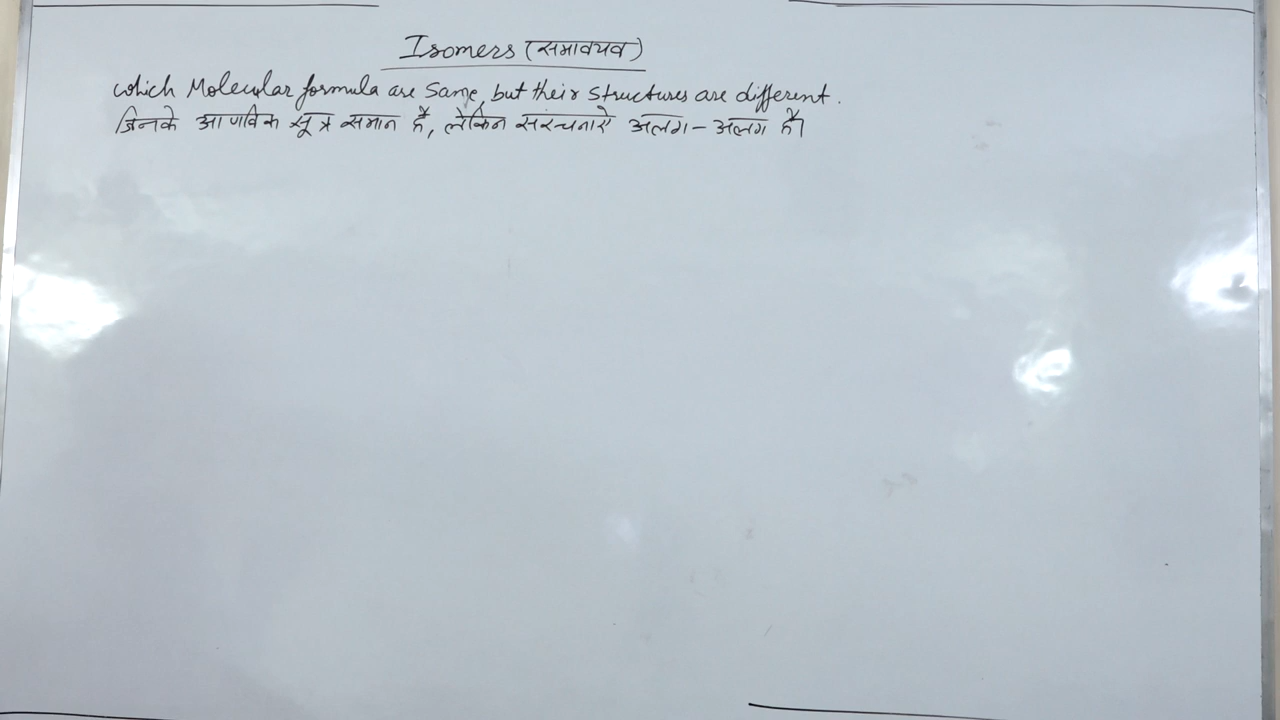 Isomers (समावयव)
which Molecular formula are Same, but their structures are different.
जिनके आणविक सूत्र समान हैं, लेकिन संरचनाऐ अलग-अलग हैं।